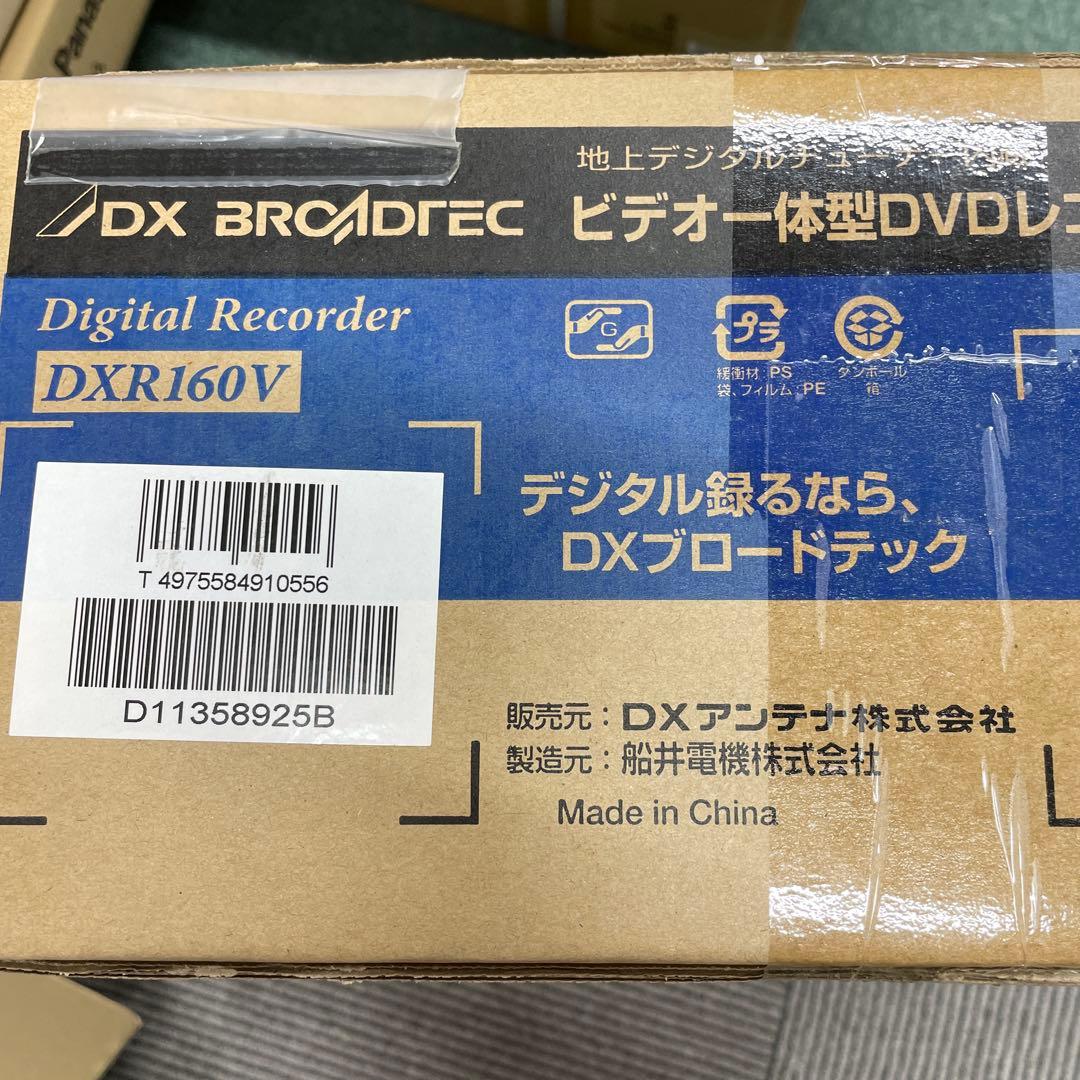 Pana
地上デジタルチューナー
DX BROADTEC
ビデオ一体型DVDレコ
Digital Recorder
DXR160V
G
プラ
緩衝材:PS
袋、フィルム:PE
ダンボール
箱
デジタル録るなら、
DXブロードテック
T 4975584910556
D11358925B
販売元:DXアンテナ株式会社
製造元:船井電機株式会社
Made in China